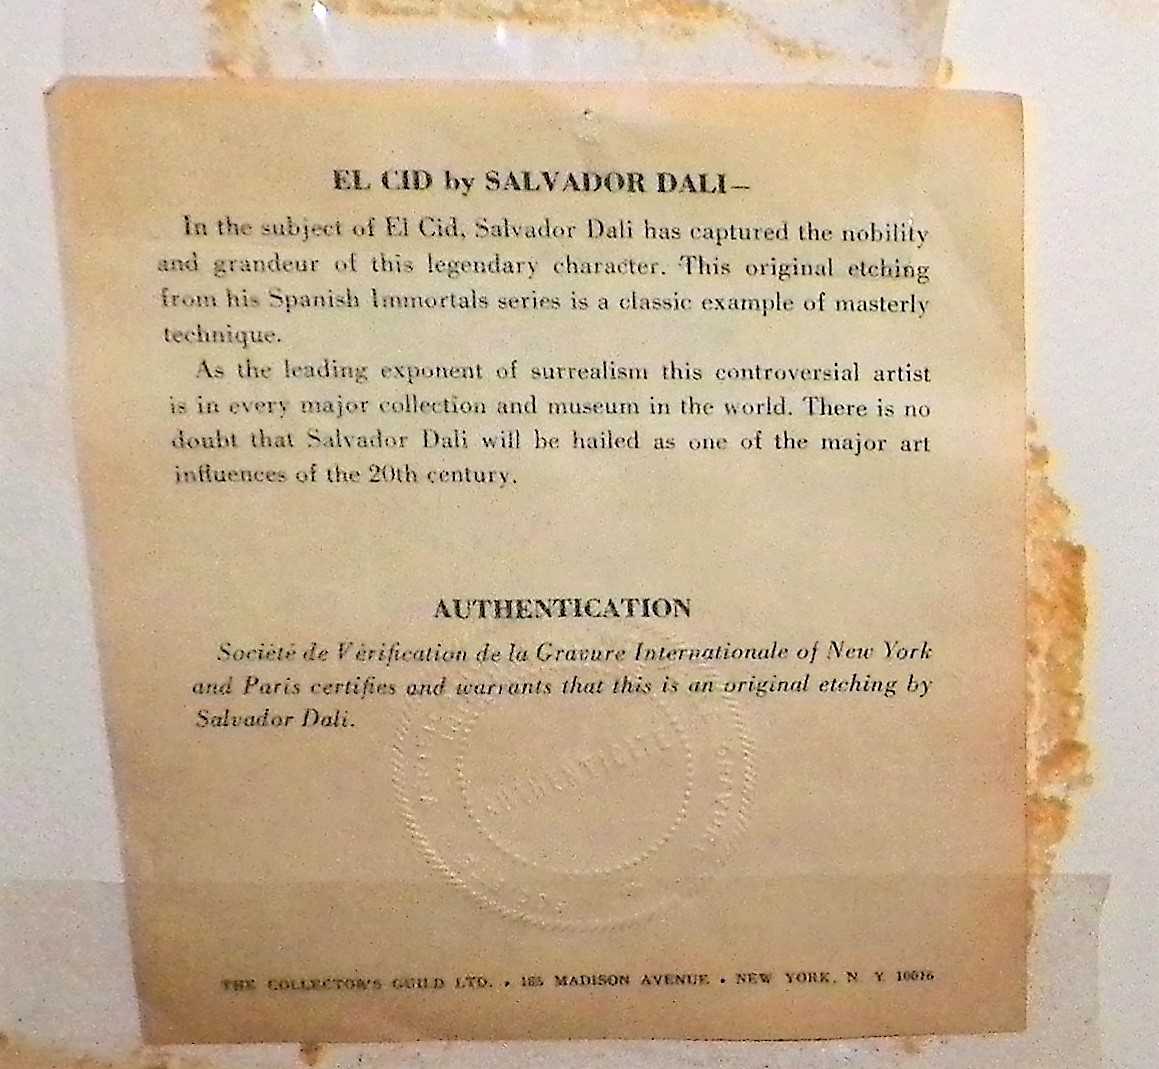 EL CID by SALVADOR DALI—
In the subject of El Cid, Salvador Dali has captured the nobility
and grandeur of this legendary character. This original etching
from his Spanish Immortals series is a classic example of masterly
technique.
As the leading exponent of surrealism this controversial artist
is in every major collection and museum in the world. There is no
doubt that Salvador Dali will be hailed as one of the major art
influences of the 20th century.
AUTHENTICATION
Société de Vérification de la Gravure Internationale of New York
and Paris certifies and warrants that this is an original etching by
Salvador Dali.
AUTHENTICITE
THE COLLECTOR'S GUILD LTD. • 185 MADISON AVENUE • NEW YORK, N. Y. 10016